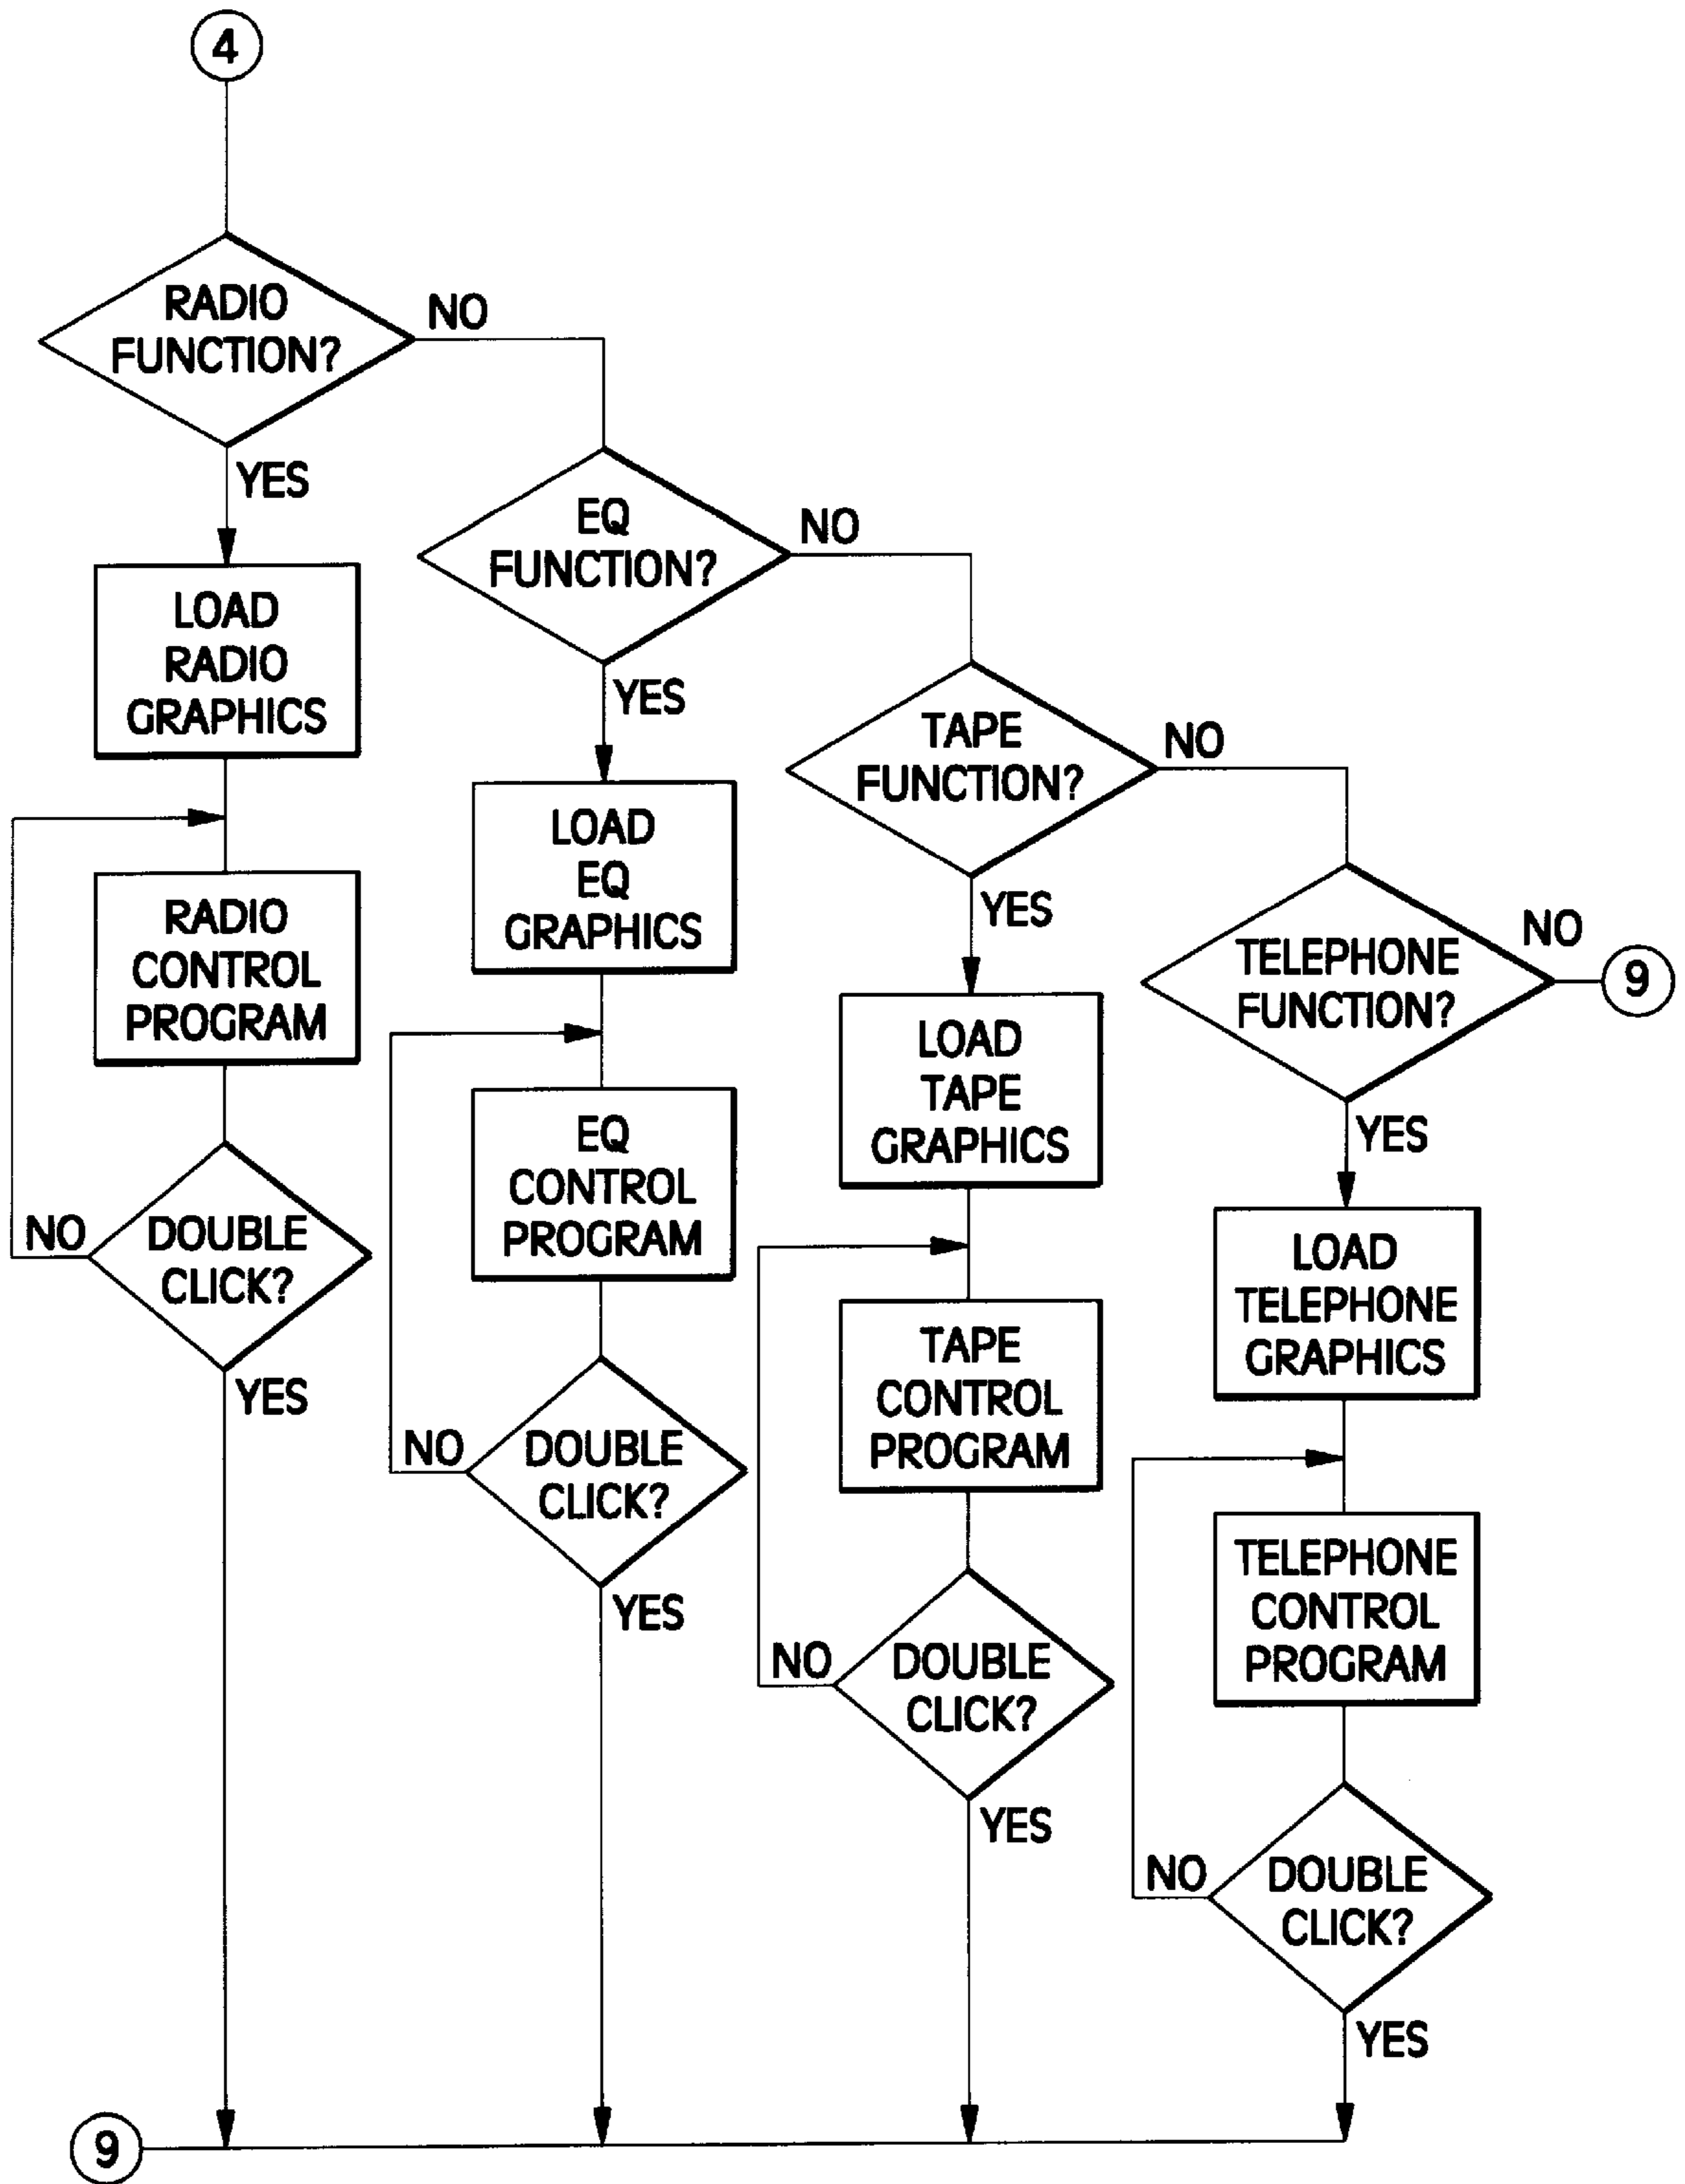 4
RADIO
FUNCTION?
NO
YES
LOAD
RADIO
GRAPHICS
RADIO
CONTROL
PROGRAM
DOUBLE
CLICK?
NO
YES
EQ
FUNCTION?
NO
YES
LOAD
EQ
GRAPHICS
EQ
CONTROL
PROGRAM
DOUBLE
CLICK?
NO
YES
TAPE
FUNCTION?
NO
YES
LOAD
TAPE
GRAPHICS
TAPE
CONTROL
PROGRAM
DOUBLE
CLICK?
NO
YES
TELEPHONE
FUNCTION?
NO
9
YES
LOAD
TELEPHONE
GRAPHICS
TELEPHONE
CONTROL
PROGRAM
DOUBLE
CLICK?
NO
YES
9